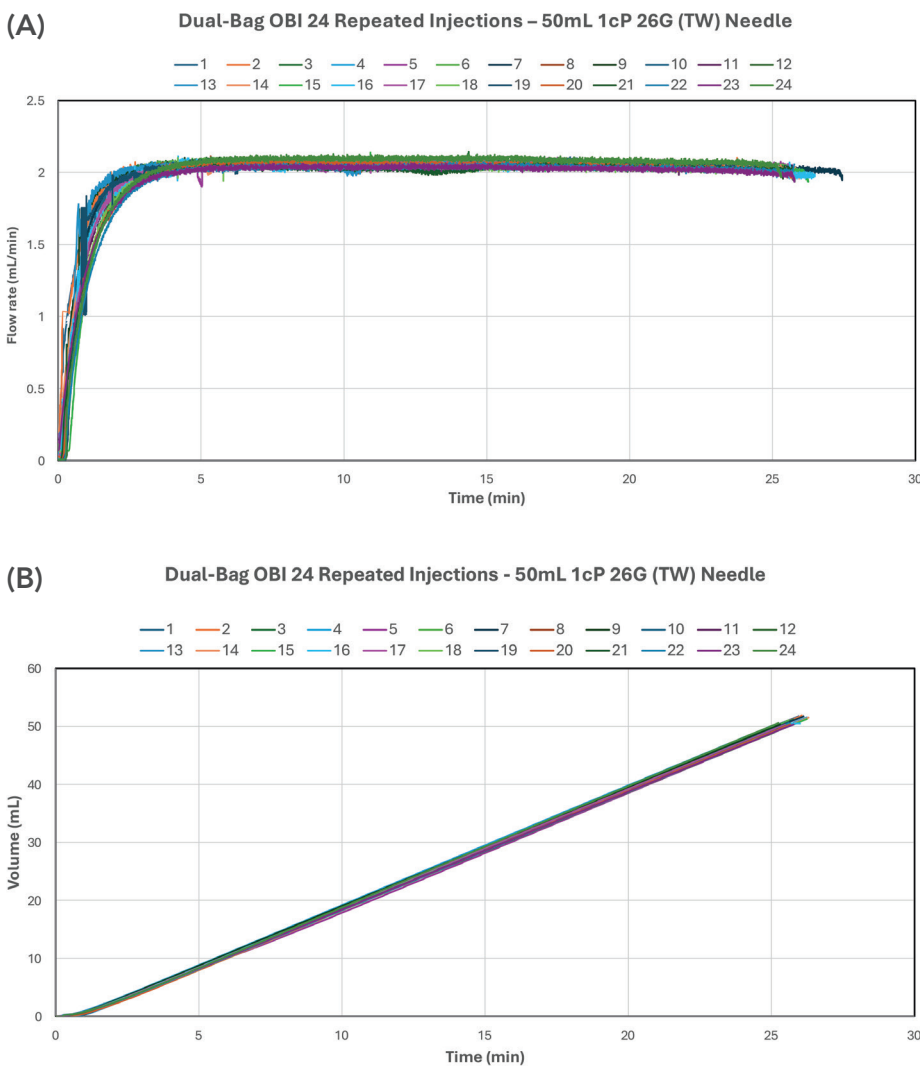 (A)
Dual-Bag OBI 24 Repeated Injections – 50mL 1cP 26G (TW) Needle
1 2 3 4 5 6 7 8 9 10 11 12
13 14 15 16 17 18 19 20 21 22 23 24
2.5
2
1.5
1
0.5
0
Flow rate (mL/min)
0 5 10 15 20 25 30
Time (min)
(B)
Dual-Bag OBI 24 Repeated Injections - 50mL 1cP 26G (TW) Needle
1 2 3 4 5 6 7 8 9 10 11 12
13 14 15 16 17 18 19 20 21 22 23 24
60
50
40
30
20
10
0
Volume (mL)
0 5 10 15 20 25 30
Time (min)